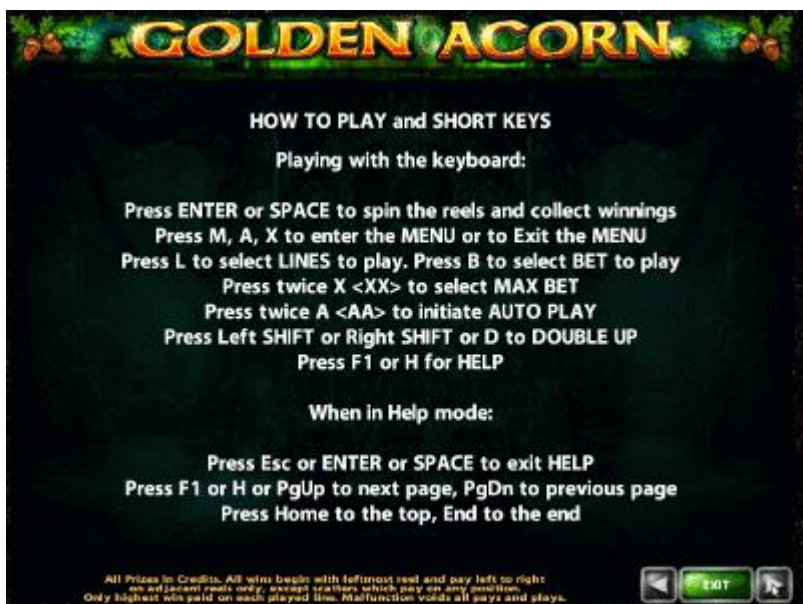 GOLDEN ACORN
HOW TO PLAY and SHORT KEYS
Playing with the keyboard:
Press ENTER or SPACE to spin the reels and collect winnings
Press M, A, X to enter the MENU or to Exit the MENU
Press L to select LINES to play. Press B to select BET to play
Press twice X <XX> to select MAX BET
Press twice A <AA> to initiate AUTO PLAY
Press Left SHIFT or Right SHIFT or D to DOUBLE UP
Press F1 or H for HELP
When in Help mode:
Press Esc or ENTER or SPACE to exit HELP
Press F1 or H or PgUp to next page, PgDn to previous page
Press Home to the top, End to the end
All Prizes in Credits. All wins begin with leftmost reel and pay left to right
on adjacent reels only, except scatters which pay on any position.
Only highest win paid on each played line. Malfunction voids all pays and plays.
EXIT